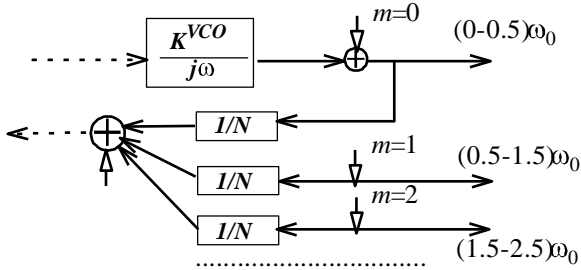 m=0
(0-0.5)ω₀
K^VCO
jω
1/N
m=1
(0.5-1.5)ω₀
1/N
m=2
1/N
(1.5-2.5)ω₀